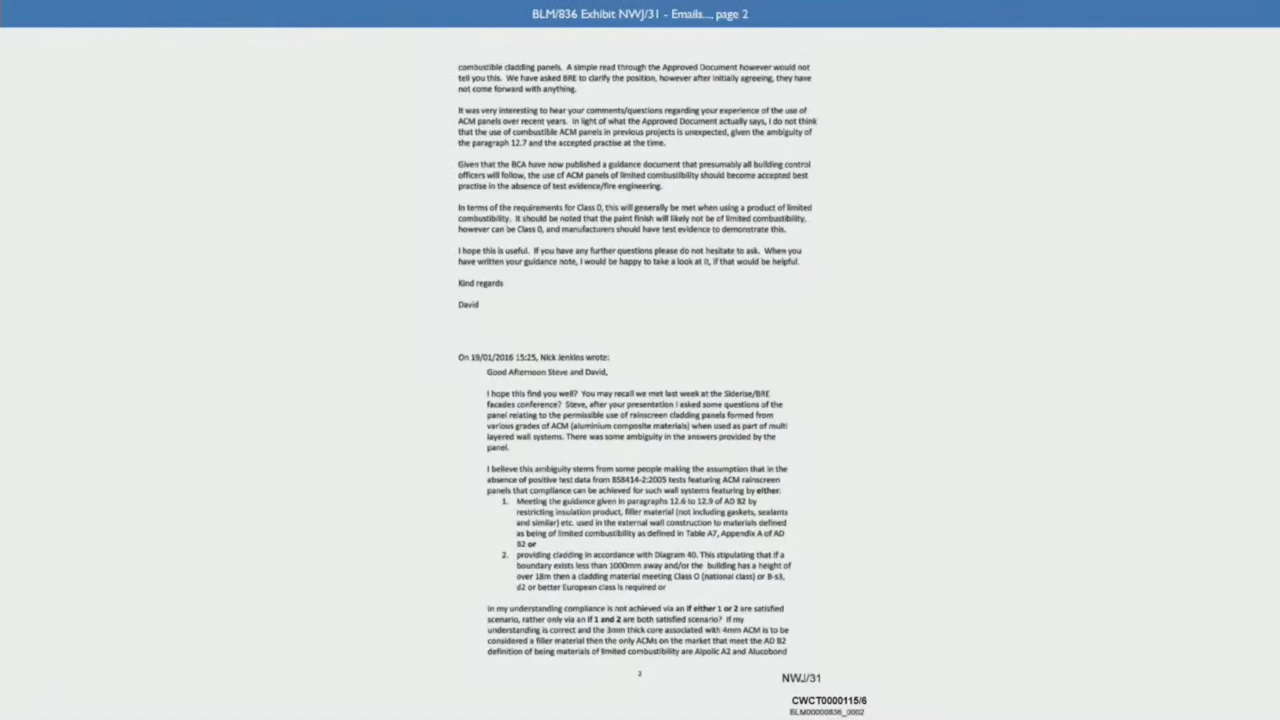 BLM/836 Exhibit NWJ/31 - Emails..., page 2
combustible cladding panels. A simple read through the Approved Document however would not
tell you this. We have asked BRE to clarify the position, however after initially agreeing, they have
not come forward with anything.
It was very interesting to hear your comments/questions regarding your experience of the use of
ACM panels over recent years. In light of what the Approved Document actually says, I do not think
that the use of combustible ACM panels in previous projects is unexpected, given the ambiguity of
the paragraph 12.7 and the accepted practise at the time.
Given that the BCA have now published a guidance document that presumably all building control
officers will follow, the use of ACM panels of limited combustibility should become accepted best
practise in the absence of test evidence/fire engineering.
In terms of the requirements for Class 0, this will generally be met when using a product of limited
combustibility. It should be noted that the paint finish will likely not be of limited combustibility,
however can be Class 0, and manufacturers should have test evidence to demonstrate this.
I hope this is useful. If you have any further questions please do not hesitate to ask. When you
have written your guidance note, I would be happy to take a look at it, if that would be helpful.
Kind regards
David
On 19/01/2016 15:25, Nick Jenkins wrote:
Good Afternoon Steve and David,
I hope this find you well? You may recall we met last week at the Siderise/BRE
facades conference? Steve, after your presentation I asked some questions of the
panel relating to the permissible use of rainscreen cladding panels formed from
various grades of ACM (aluminium composite materials) when used as part of multi
layered wall systems. There was some ambiguity in the answers provided by the
panel.
I believe this ambiguity stems from some people making the assumption that in the
absence of positive test data from BS8414-2:2005 tests featuring ACM rainscreen
panels that compliance can be achieved for such wall systems featuring by either:
1. Meeting the guidance given in paragraphs 12.6 to 12.9 of AD B2 by
restricting insulation product, filler material (not including gaskets, sealants
and similar) etc. used in the external wall construction to materials defined
as being of limited combustibility as defined in Table A7, Appendix A of AD
B2 or
2. providing cladding in accordance with Diagram 40. This stipulating that if a
boundary exists less than 1000mm away and/or the building has a height of
over 18m then a cladding material meeting Class O (national class) or B-s3,
d2 or better European class is required or
In my understanding compliance is not achieved via an if either 1 or 2 are satisfied
scenario, rather only via an if 1 and 2 are both satisfied scenario? If my
understanding is correct and the 3mm thick core associated with 4mm ACM is to be
considered a filler material then the only ACMs on the market that meet the AD B2
definition of being materials of limited combustibility are Alpolic A2 and Alucobond
2
NWJ/31
CWCT0000115/6
BLM00000836_0002